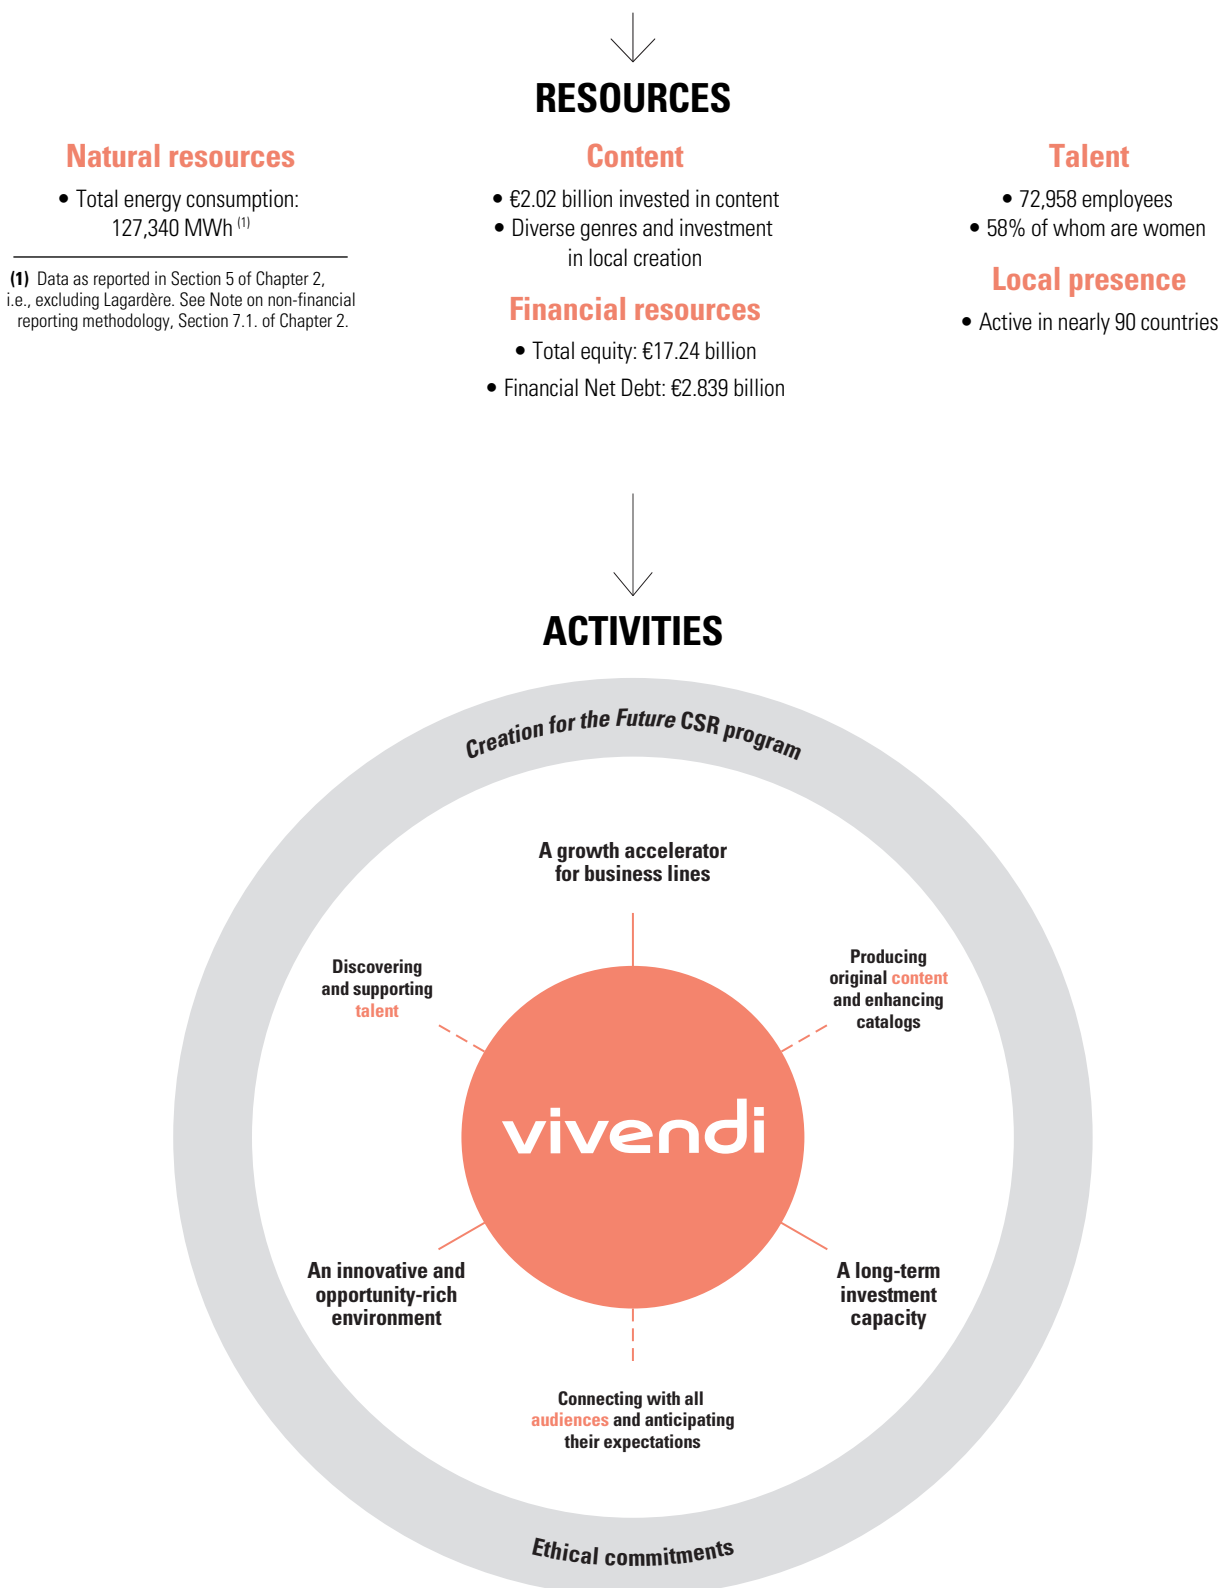 RESOURCES
Natural resources
• Total energy consumption:
127,340 MWh (1)
(1) Data as reported in Section 5 of Chapter 2,
i.e., excluding Lagardère. See Note on non-financial
reporting methodology, Section 7.1. of Chapter 2.
Content
• €2.02 billion invested in content
• Diverse genres and investment
in local creation
Financial resources
• Total equity: €17.24 billion
• Financial Net Debt: €2.839 billion
Talent
• 72,958 employees
• 58% of whom are women
Local presence
• Active in nearly 90 countries
ACTIVITIES
Creation for the Future CSR program
A growth accelerator
for business lines
Discovering
and supporting
talent
Producing
original content
and enhancing
catalogs
vivendi
An innovative and
opportunity-rich
environment
A long-term
investment
capacity
Connecting with all
audiences and anticipating
their expectations
Ethical commitments